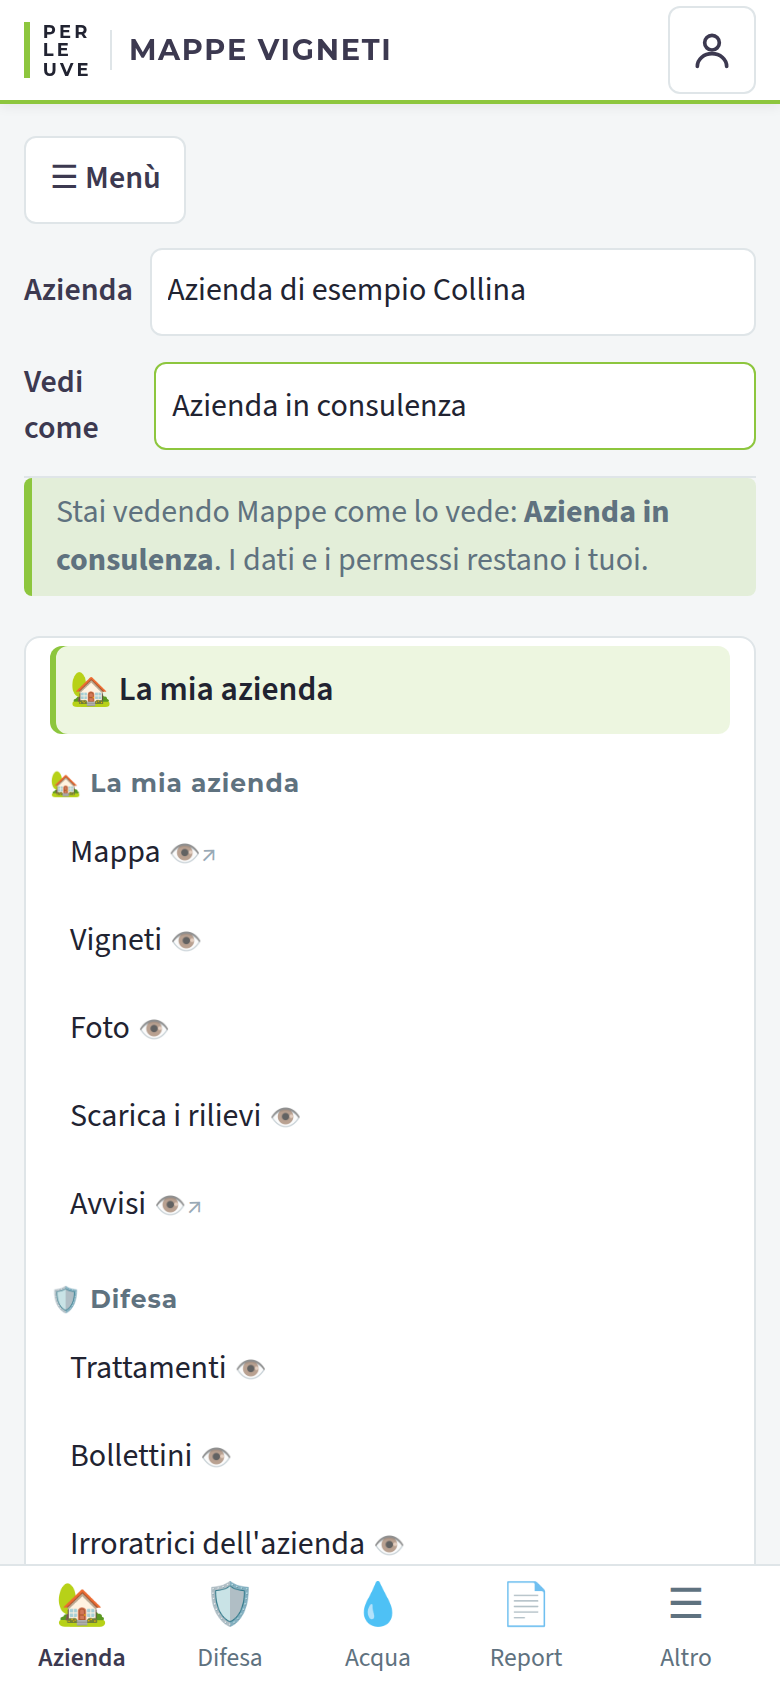 PER
LE
UVE
MAPPE VIGNETI
☰ Menù
Azienda
Azienda di esempio Collina
Vedi
come
Azienda in consulenza
Stai vedendo Mappe come lo vede: Azienda in
consulenza. I dati e i permessi restano i tuoi.
🏡 La mia azienda
🏡 La mia azienda
Mappa 👁️↗
Vigneti 👁️
Foto 👁️
Scarica i rilievi 👁️
Avvisi 👁️↗
🛡️ Difesa
Trattamenti 👁️
Bollettini 👁️
Irroratrici dell'azienda 👁️
Azienda
Difesa
Acqua
Report
Altro